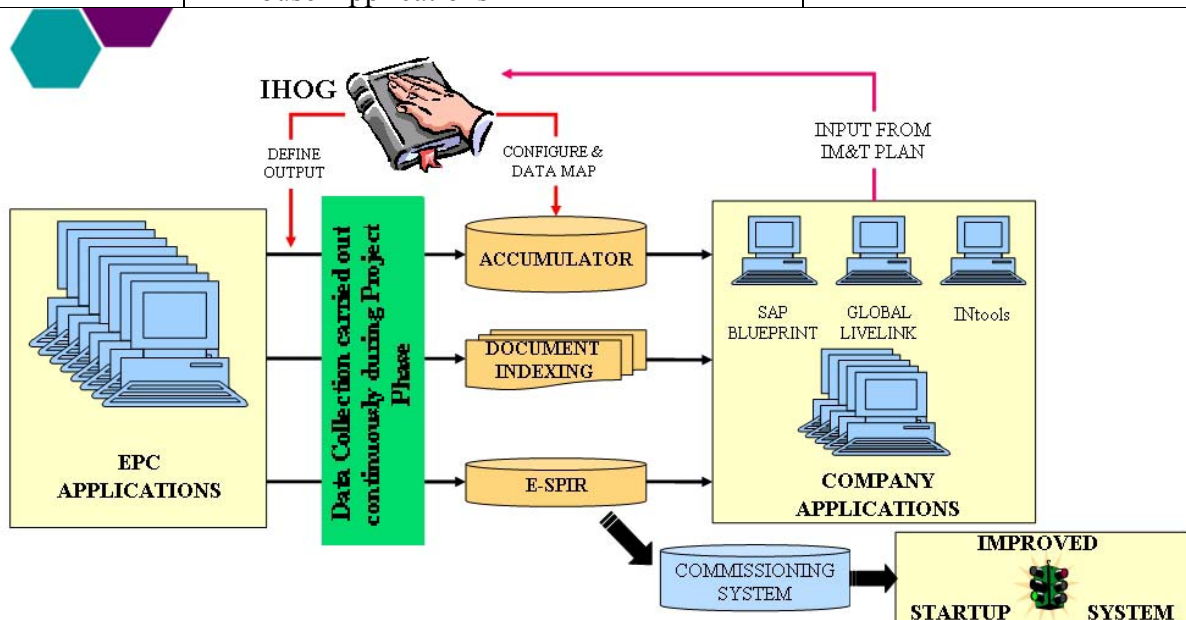 Applications
IHOG
DEFINE
OUTPUT
CONFIGURE &
DATA MAP
INPUT FROM
IM&T PLAN
EPC
APPLICATIONS
Data Collection carried out
continuously during Project
Phase
ACCUMULATOR
DOCUMENT
INDEXING
E-SPIR
SAP
BLUEPRINT
GLOBAL
LIVELINK
INtools
COMPANY
APPLICATIONS
COMMISSIONING
SYSTEM
IMPROVED
STARTUP SYSTEM